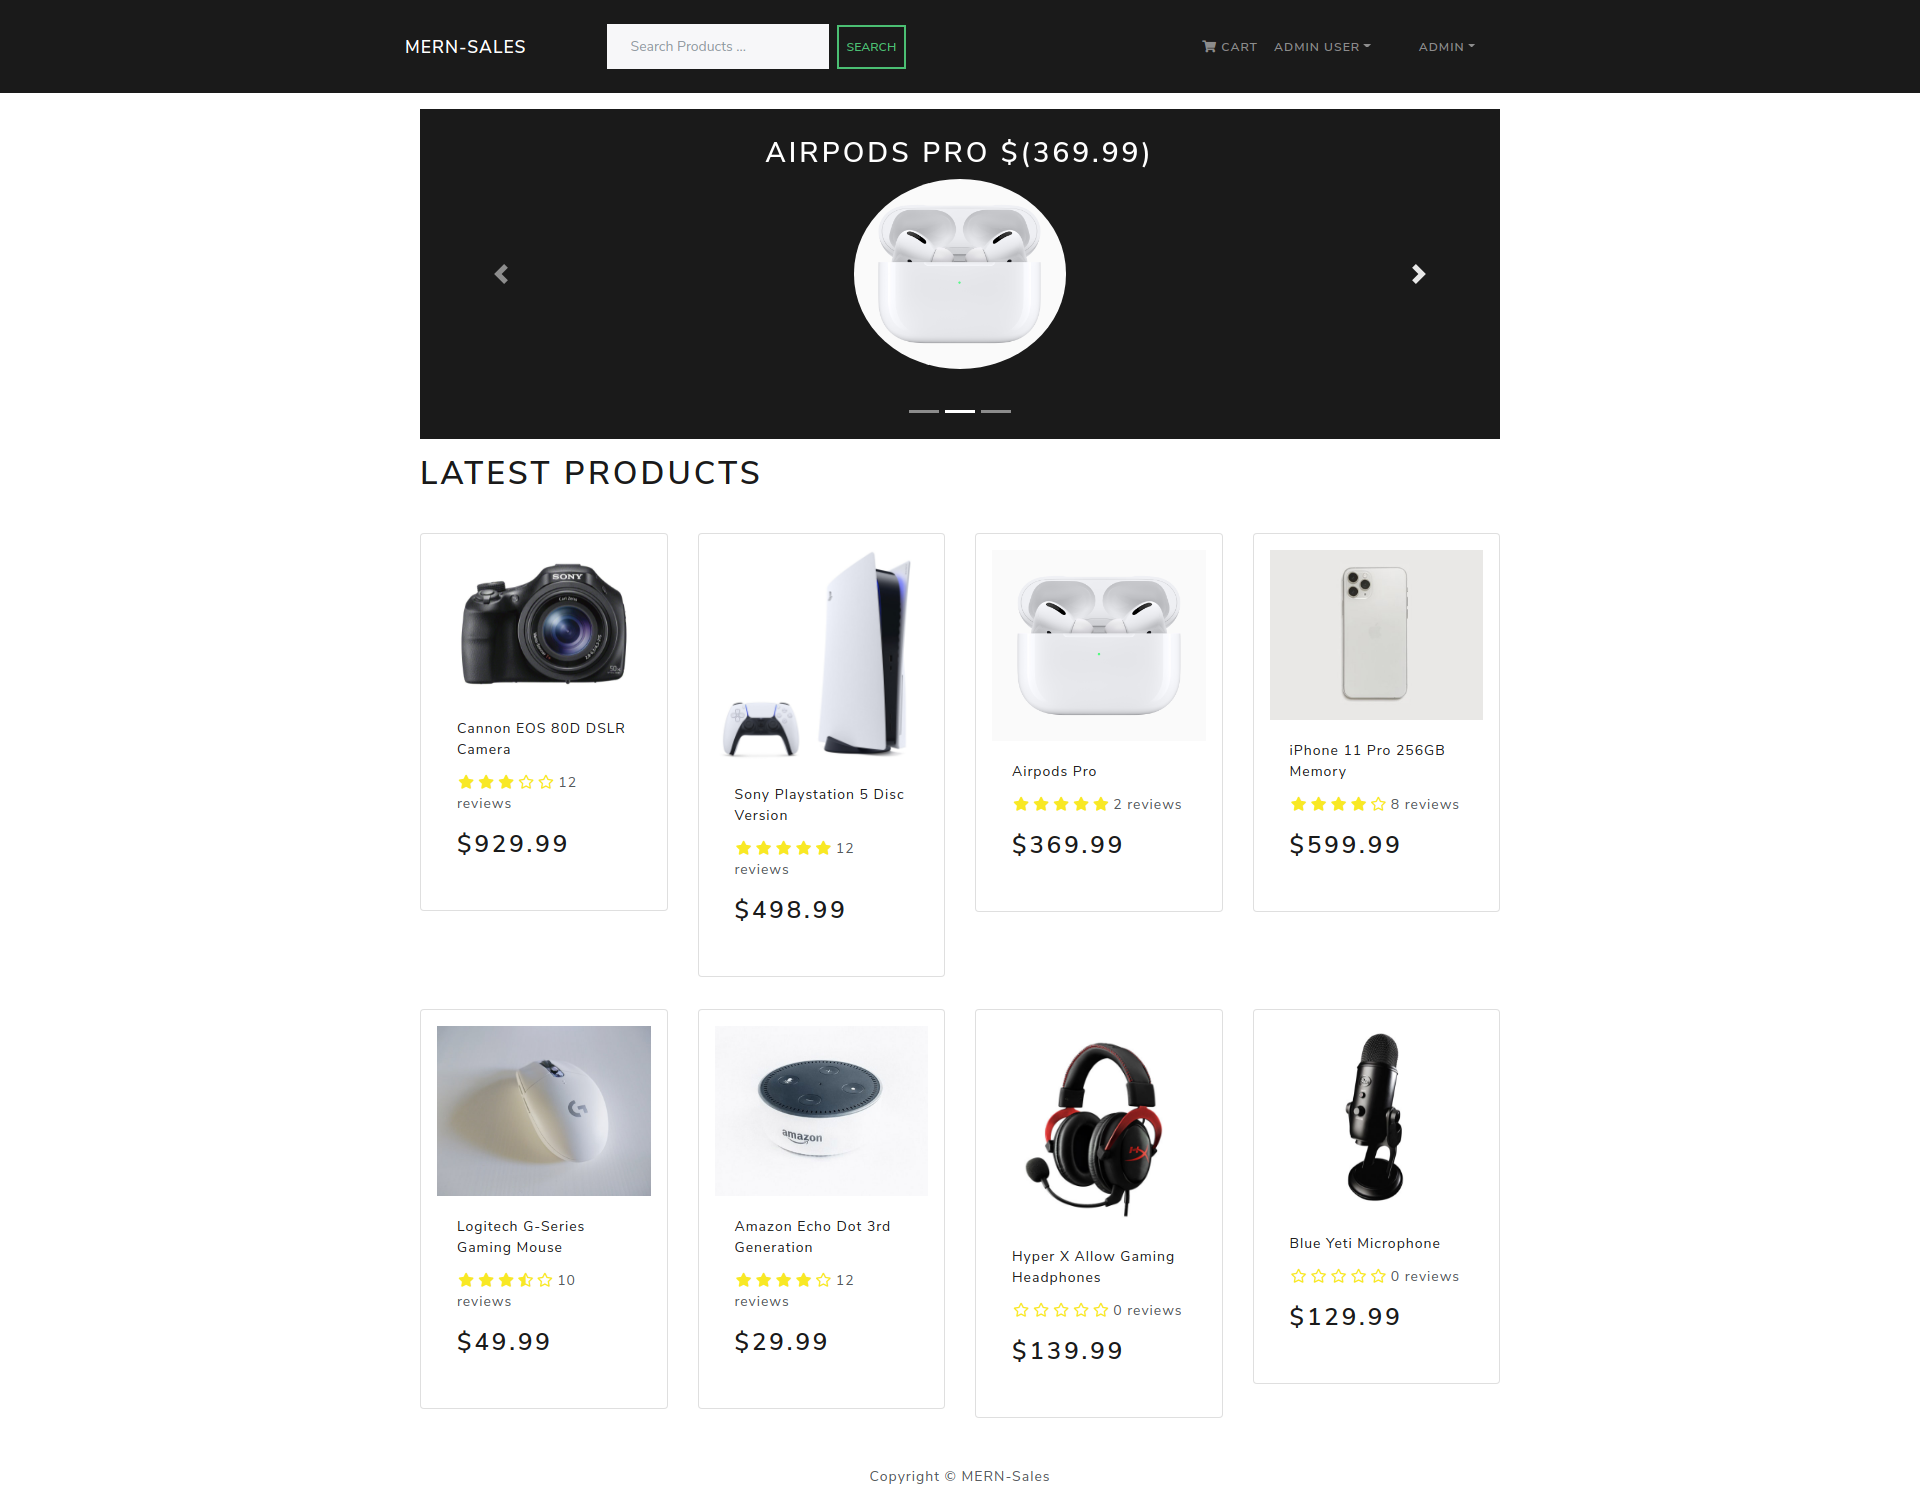 MERN-SALES
Search Products ...
SEARCH
CART
ADMIN USER
ADMIN
AIRPODS PRO $(369.99)
LATEST PRODUCTS
SONY
Cannon EOS 80D DSLR
Camera
12
reviews
$929.99
Sony Playstation 5 Disc
Version
12
reviews
$498.99
Airpods Pro
2 reviews
$369.99
iPhone 11 Pro 256GB
Memory
8 reviews
$599.99
Logitech G-Series
Gaming Mouse
10
reviews
$49.99
amazon
Amazon Echo Dot 3rd
Generation
12
reviews
$29.99
HX
Hyper X Allow Gaming
Headphones
0 reviews
$139.99
Blue Yeti Microphone
0 reviews
$129.99
Copyright © MERN-Sales